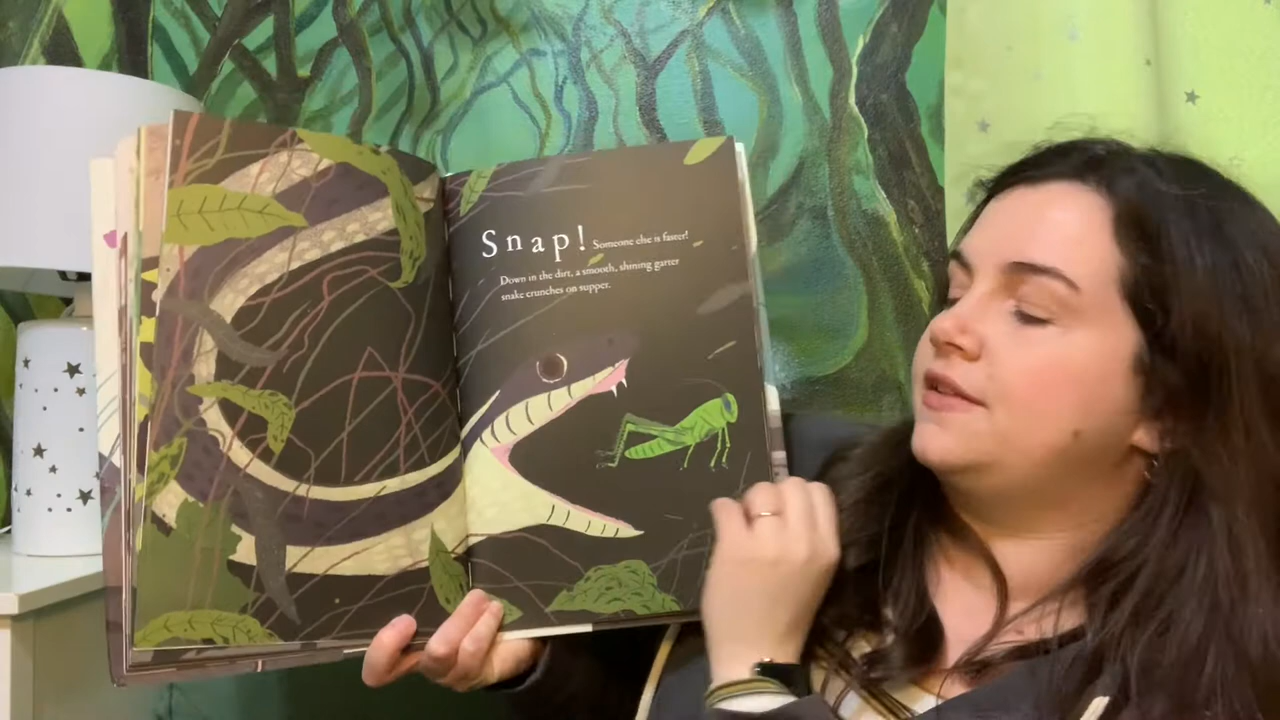 Snap! Someone else is faster!
Down in the dirt, a smooth, shining garter
snake crunches on supper.